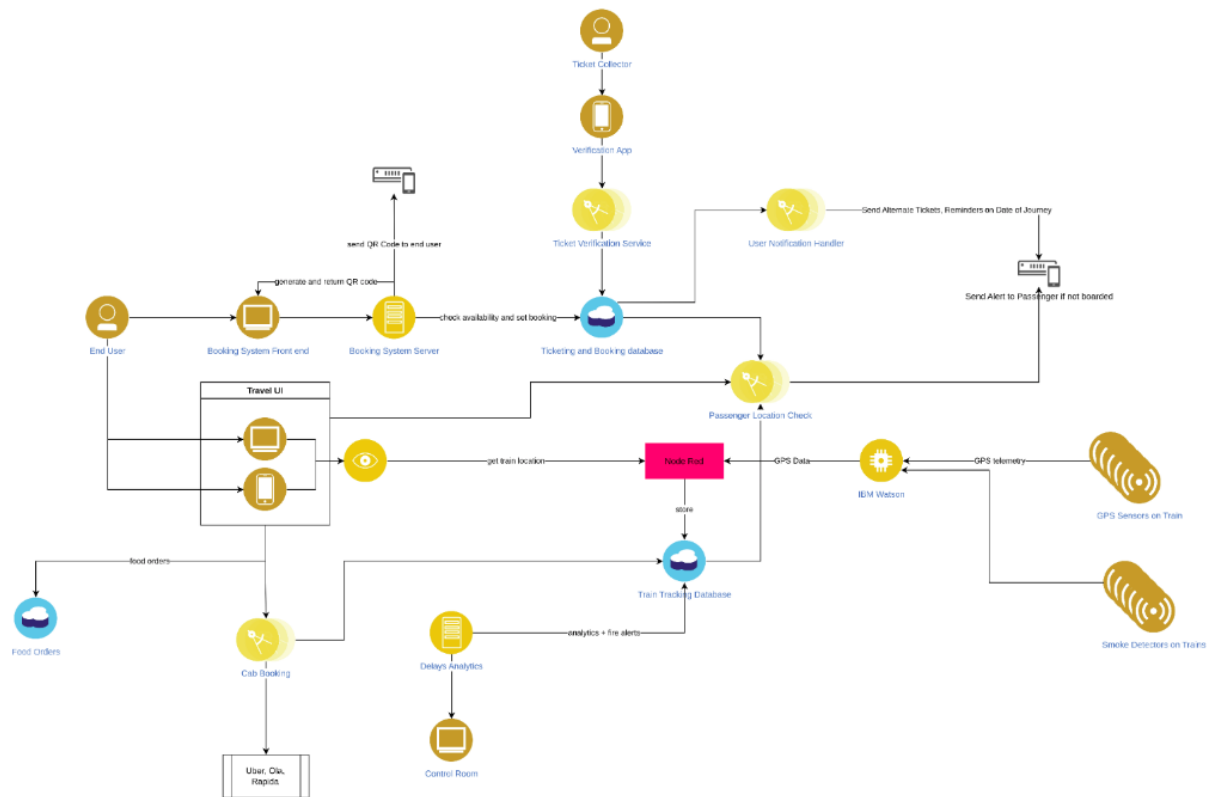 Ticket Collector
Verification App
Ticket Verification Service
User Notification Handler
Send Alternate Tickets, Reminders on Date of Journey
send QR Code to end user
generate and return QR code
Send Alert to Passenger if not boarded
End User
Booking System Front end
Booking System Server
check availability and set booking
Ticketing and Booking database
Travel UI
Passenger Location Check
get train location
Node Red
GPS Data
IBM Watson
GPS telemetry
GPS Sensors on Train
store
food orders
Train Tracking Database
Food Orders
Cab Booking
Delays Analytics
analytics + fire alerts
Smoke Detectors on Trains
Control Room
Uber, Ola,
Rapido